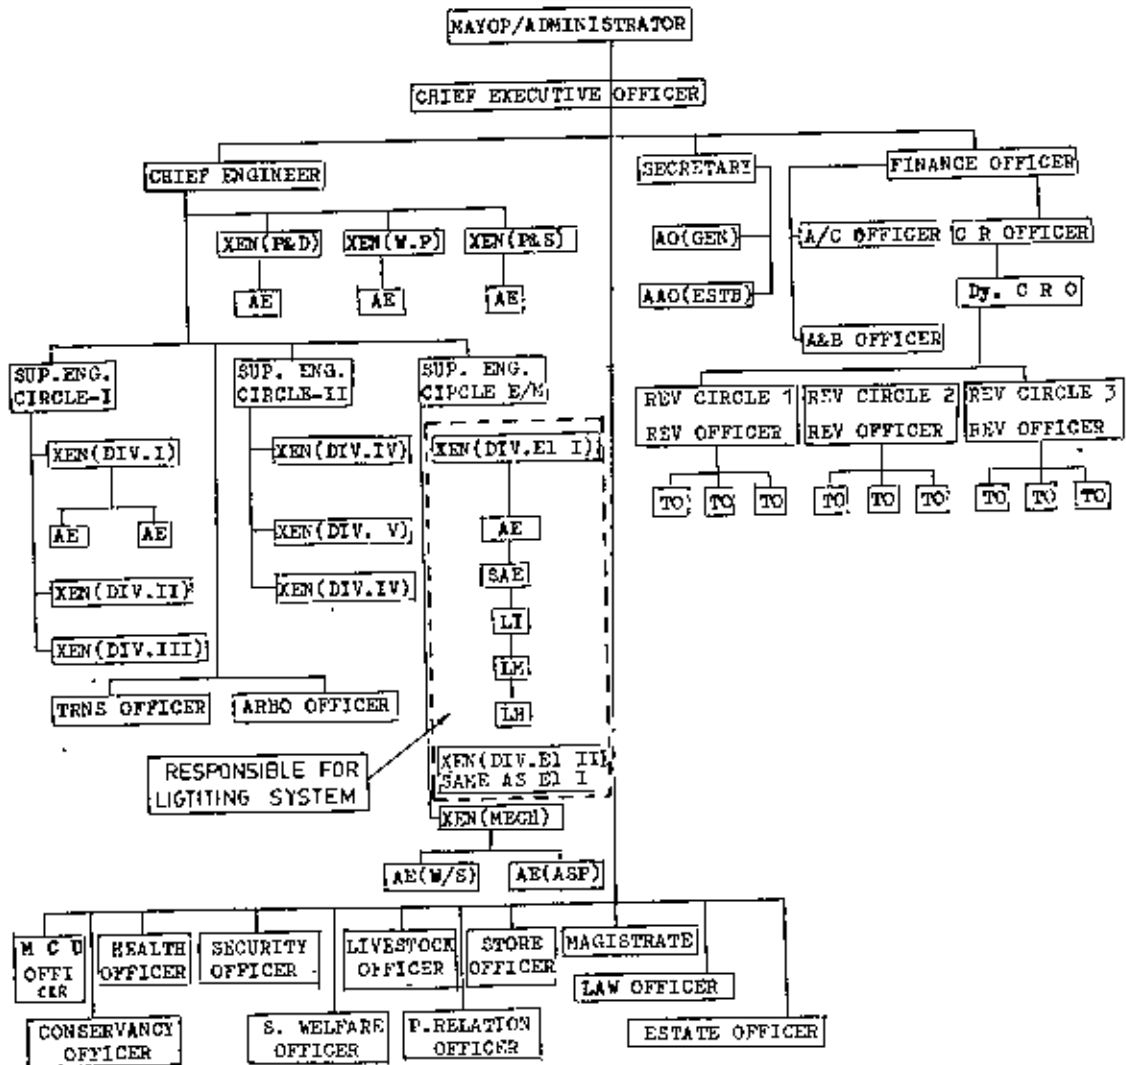 MAYOP/ADMINISTRATOR
CHIEF EXECUTIVE OFFICER
CHIEF ENGINEER
SECRETARY
FINANCE OFFICER
XEN(P&D)
XEN(W.P)
XEN(P&S)
AO(GEN)
A/C OFFICER
C R OFFICER
AE
AE
AE
AAO(ESTB)
Dy. C R O
A&B OFFICER
SUP.ENG.
CIRCLE-I
SUP. ENG.
CIRCLE-II
SUP. ENG.
CIPCLE E/M
REV CIRCLE 1
REV OFFICER
REV CIRCLE 2
REV OFFICER
REV CIRCLE 3
REV OFFICER
XEN(DIV.I)
XEN(DIV.IV)
XEN(DIV.El I)
TO
TO
TO
TO
TO
TO
TO
TO
TO
AE
AE
XEN(DIV. V)
AE
XEN(DIV.II)
XEN(DIV.IV)
SAE
LI
XEN(DIV.III)
LM
TRNS OFFICER
ARBO OFFICER
LH
RESPONSIBLE FOR
LIGTITING SYSTEM
XEN(DIV.El II)
SAME AS El I
XEN(MECH)
AE(W/S)
AE(ASP)
M C D
OFFI
CER
HEALTH
OFFICER
SECURITY
OFFICER
LIVESTOCK
OFFICER
STORE
OFFICER
MAGISTRATE
LAW OFFICER
CONSERVANCY
OFFICER
S. WELFARE
OFFICER
P.RELATION
OFFICER
ESTATE OFFICER